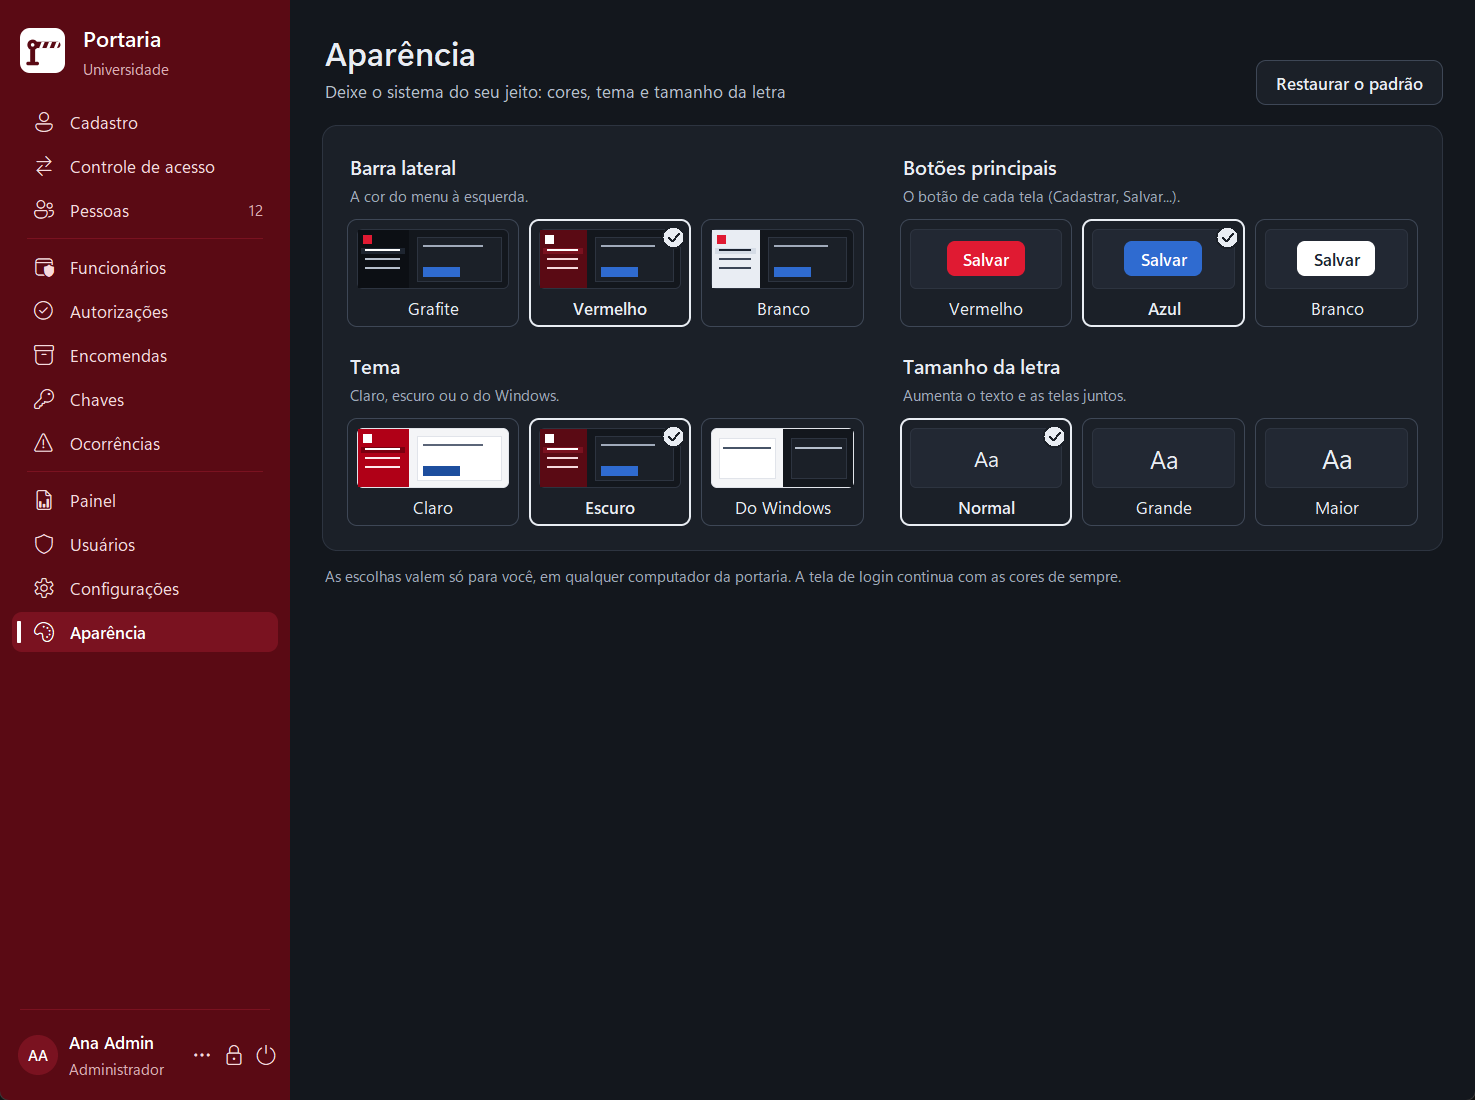 Portaria
Universidade
Cadastro
Controle de acesso
Pessoas 12
Funcionários
Autorizações
Encomendas
Chaves
Ocorrências
Painel
Usuários
Configurações
Aparência
AA
Ana Admin
Administrador
Aparência
Deixe o sistema do seu jeito: cores, tema e tamanho da letra
Restaurar o padrão
Barra lateral
A cor do menu à esquerda.
Grafite
Vermelho
Branco
Botões principais
O botão de cada tela (Cadastrar, Salvar...).
Salvar
Vermelho
Salvar
Azul
Salvar
Branco
Tema
Claro, escuro ou o do Windows.
Claro
Escuro
Do Windows
Tamanho da letra
Aumenta o texto e as telas juntos.
Aa
Normal
Aa
Grande
Aa
Maior
As escolhas valem só para você, em qualquer computador da portaria. A tela de login continua com as cores de sempre.